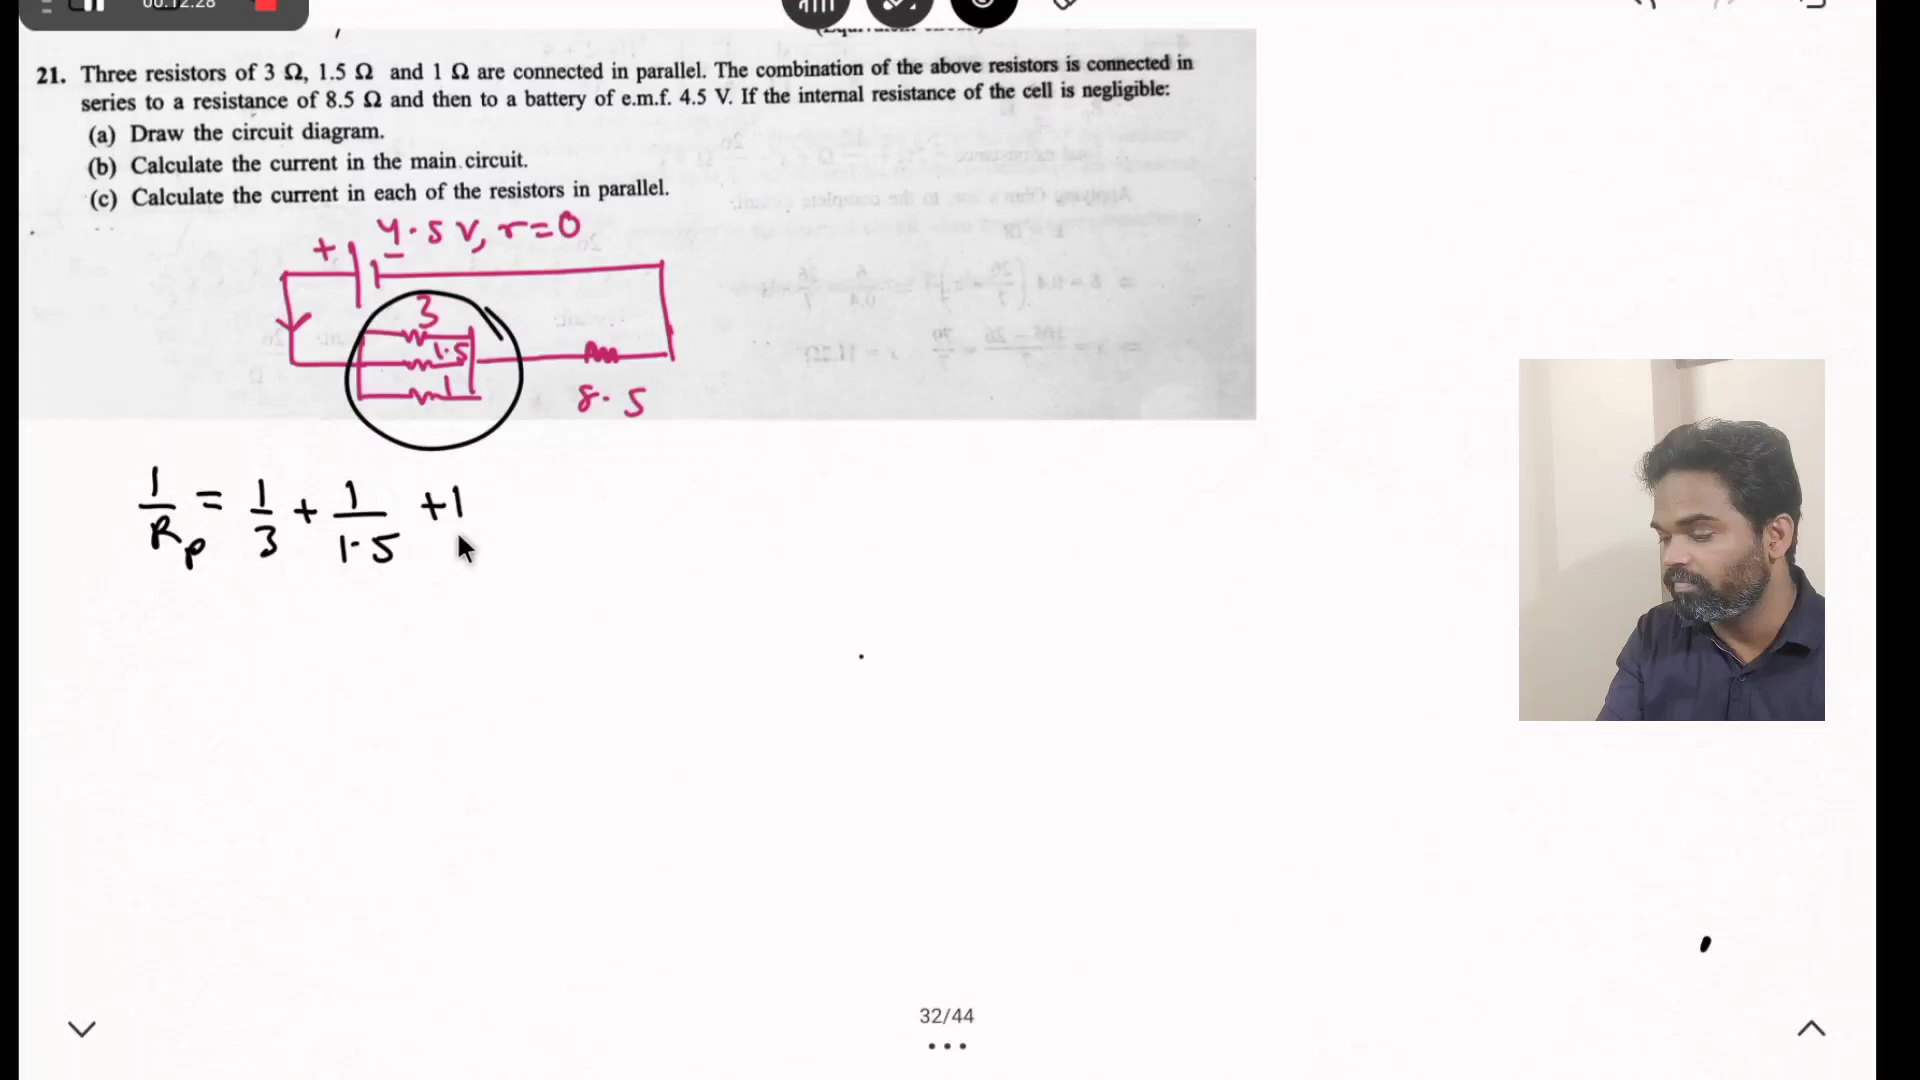 00:12:28
21. Three resistors of 3 Ω, 1.5 Ω and 1 Ω are connected in parallel. The combination of the above resistors is connected in
series to a resistance of 8.5 Ω and then to a battery of e.m.f. 4.5 V. If the internal resistance of the cell is negligible:
(a) Draw the circuit diagram.
(b) Calculate the current in the main circuit.
(c) Calculate the current in each of the resistors in parallel.
+ 4.5 V, r=0
3
1.5
1
8.5
1/Rp = 1/3 + 1/1.5 + 1
32/44